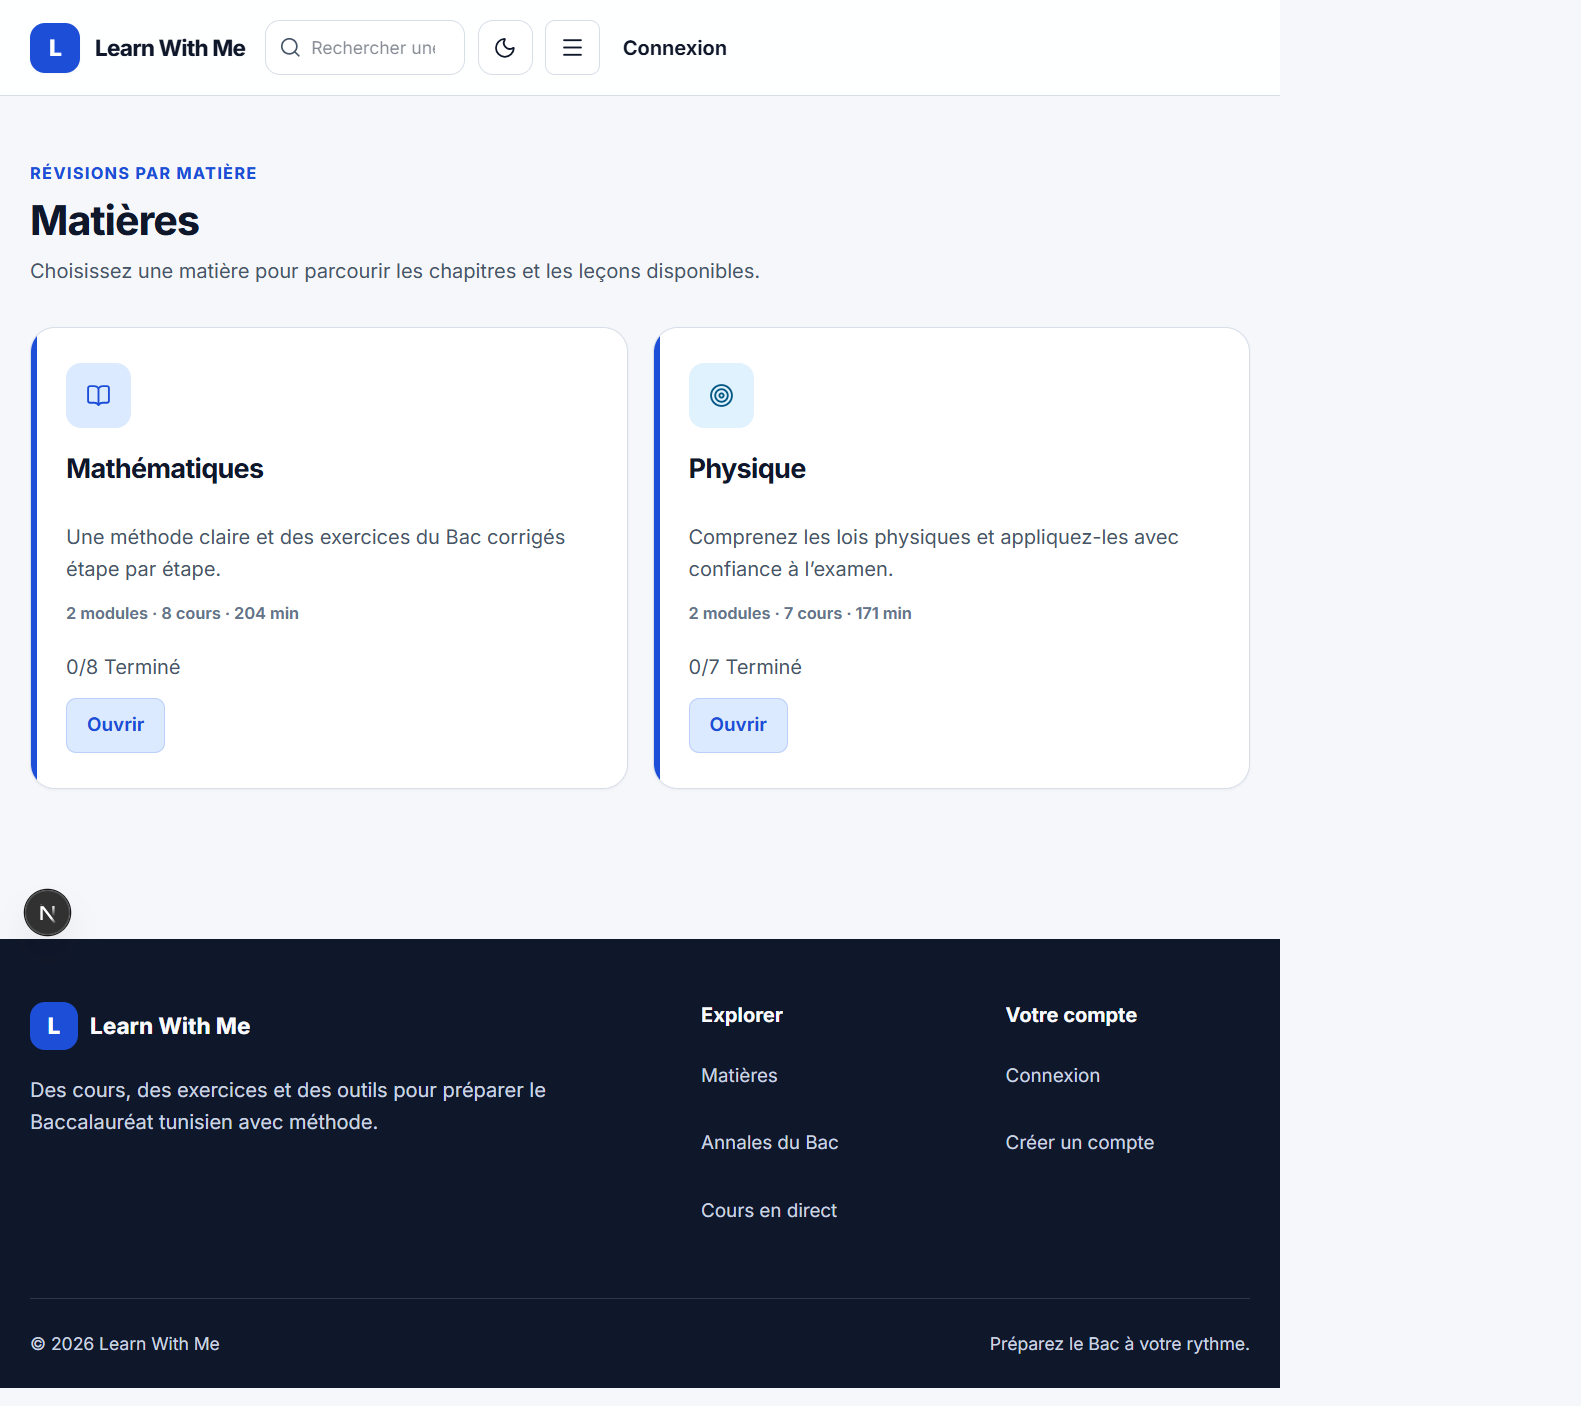 L Learn With Me Rechercher une Connexion
RÉVISIONS PAR MATIÈRE
Matières
Choisissez une matière pour parcourir les chapitres et les leçons disponibles.
Mathématiques
Une méthode claire et des exercices du Bac corrigés
étape par étape.
2 modules · 8 cours · 204 min
0/8 Terminé
Ouvrir
Physique
Comprenez les lois physiques et appliquez-les avec
confiance à l’examen.
2 modules · 7 cours · 171 min
0/7 Terminé
Ouvrir
N
L Learn With Me
Des cours, des exercices et des outils pour préparer le
Baccalauréat tunisien avec méthode.
Explorer
Matières
Annales du Bac
Cours en direct
Votre compte
Connexion
Créer un compte
© 2026 Learn With Me
Préparez le Bac à votre rythme.